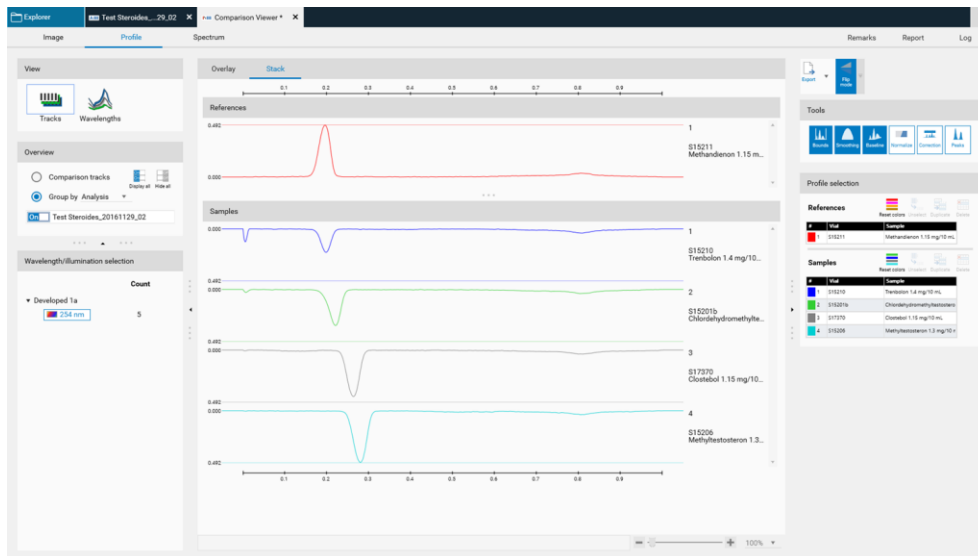 Explorer
Test Steroides_...29_02 ×
Comparison Viewer * ×
Image Profile Spectrum
Remarks Report Log
View
Tracks Wavelengths
Overview
Comparison tracks
Display all Hide all
Group by Analysis
On Test Steroides_20161129_02
Wavelength/illumination selection
Count
Developed 1a
254 nm 5
Overlay Stack
0.1 0.2 0.3 0.4 0.5 0.6 0.7 0.8 0.9
References
0.492
0.000
1
S15211
Methandienon 1.15 m...
Samples
0.000
1
S15210
Trenbolon 1.4 mg/10...
0.492
0.000
2
S15201b
Chlordehydromethylte...
0.492
0.000
3
S17370
Clostebol 1.15 mg/10...
0.492
0.000
4
S15206
Methyltestosteron 1.3...
0.492
0.1 0.2 0.3 0.4 0.5 0.6 0.7 0.8 0.9
100%
Export
Flip mode
Tools
Bounds Smoothing Baseline Normalize Correction Peaks
Profile selection
References
Reset colors Unselect Duplicate Delete
# Vial Sample
1 S15211 Methandienon 1.15 mg/10 mL
Samples
Reset colors Unselect Duplicate Delete
# Vial Sample
1 S15210 Trenbolon 1.4 mg/10 mL
2 S15201b Chlordehydromethyltestostero
3 S17370 Clostebol 1.15 mg/10 mL
4 S15206 Methyltestosteron 1.3 mg/10 m